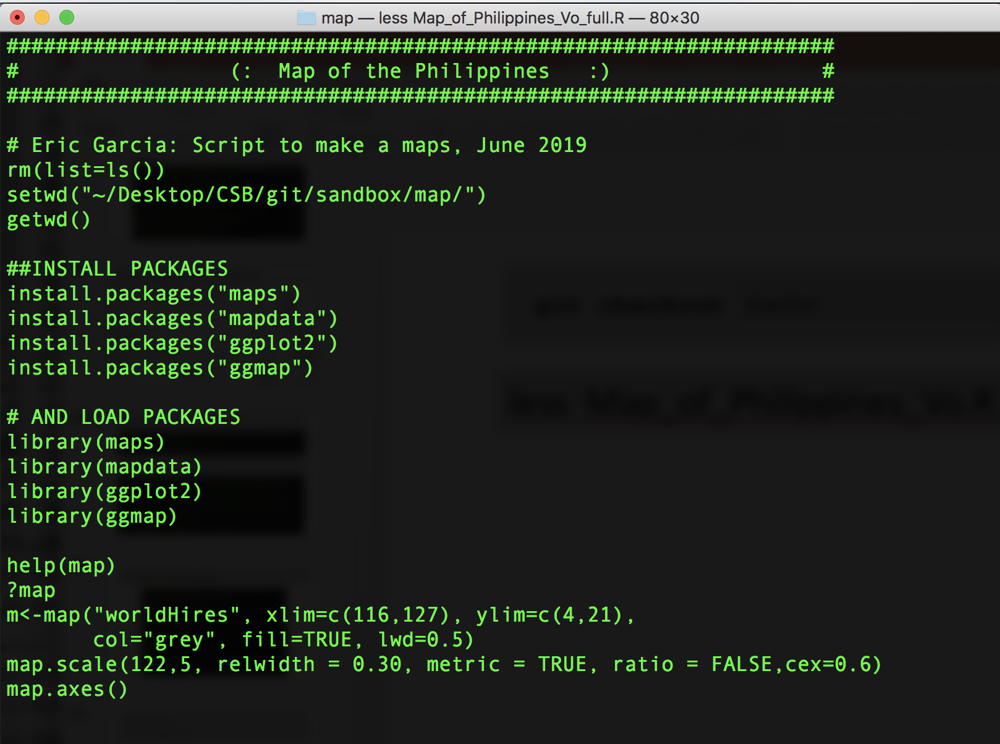 map — less Map_of_Philippines_Vo_full.R — 80×30
###################################################################
#                 (:  Map of the Philippines   :)                 #
###################################################################
# Eric Garcia: Script to make a maps, June 2019
rm(list=ls())
setwd("~/Desktop/CSB/git/sandbox/map/")
getwd()
##INSTALL PACKAGES
install.packages("maps")
install.packages("mapdata")
install.packages("ggplot2")
install.packages("ggmap")
# AND LOAD PACKAGES
library(maps)
library(mapdata)
library(ggplot2)
library(ggmap)
help(map)
?map
m<-map("worldHires", xlim=c(116,127), ylim=c(4,21),
       col="grey", fill=TRUE, lwd=0.5)
map.scale(122,5, relwidth = 0.30, metric = TRUE, ratio = FALSE,cex=0.6)
map.axes()